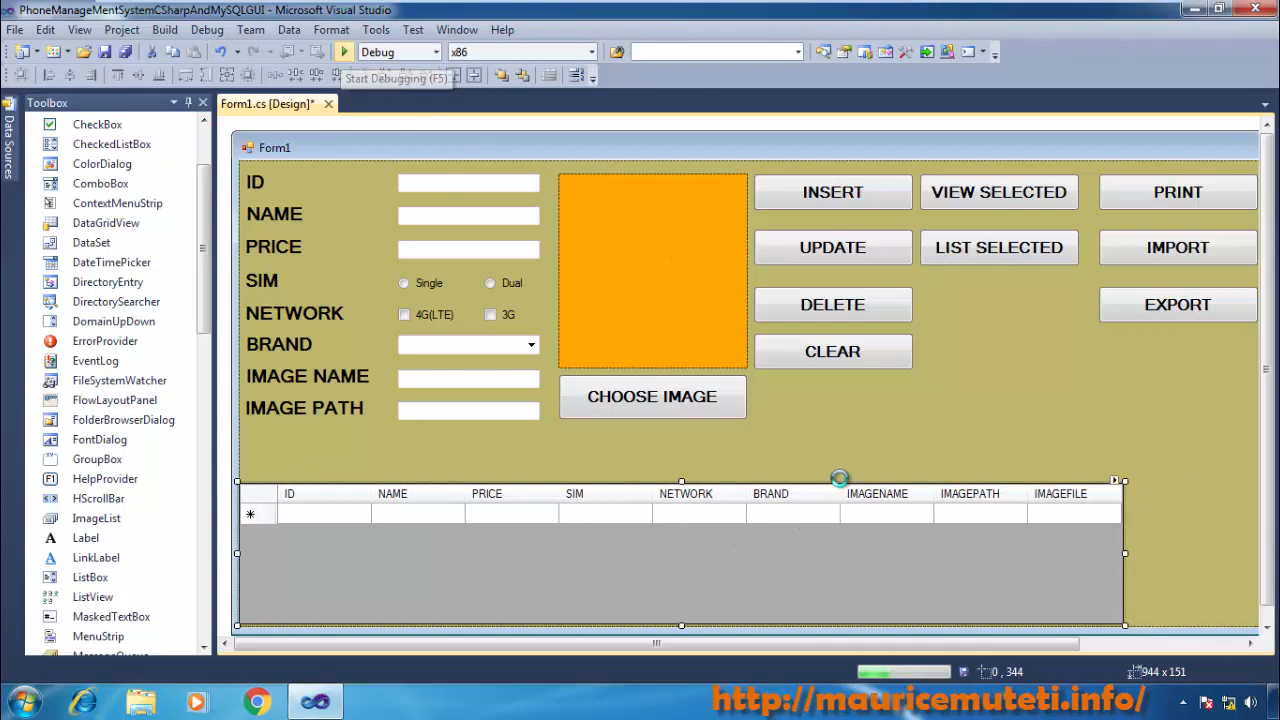 PhoneManageMentSystemCSharpAndMySQLGUI - Microsoft Visual Studio
File Edit View Project Build Debug Team Data Format Tools Test Window Help
Debug x86
Start Debugging (F5)
Toolbox
Form1.cs [Design]*
Data Sources
CheckBox
CheckedListBox
ColorDialog
ComboBox
ContextMenuStrip
DataGridView
DataSet
DateTimePicker
DirectoryEntry
DirectorySearcher
DomainUpDown
ErrorProvider
EventLog
FileSystemWatcher
FlowLayoutPanel
FolderBrowserDialog
FontDialog
GroupBox
HelpProvider
HScrollBar
ImageList
A Label
A LinkLabel
ListBox
ListView
MaskedTextBox
MenuStrip
Form1
ID
NAME
PRICE
SIM Single Dual
NETWORK 4G(LTE) 3G
BRAND
IMAGE NAME
IMAGE PATH
CHOOSE IMAGE
INSERT VIEW SELECTED PRINT
UPDATE LIST SELECTED IMPORT
DELETE EXPORT
CLEAR
ID NAME PRICE SIM NETWORK BRAND IMAGENAME IMAGEPATH IMAGEFILE
0 , 344 944 x 151
http://mauricemuteti.info/